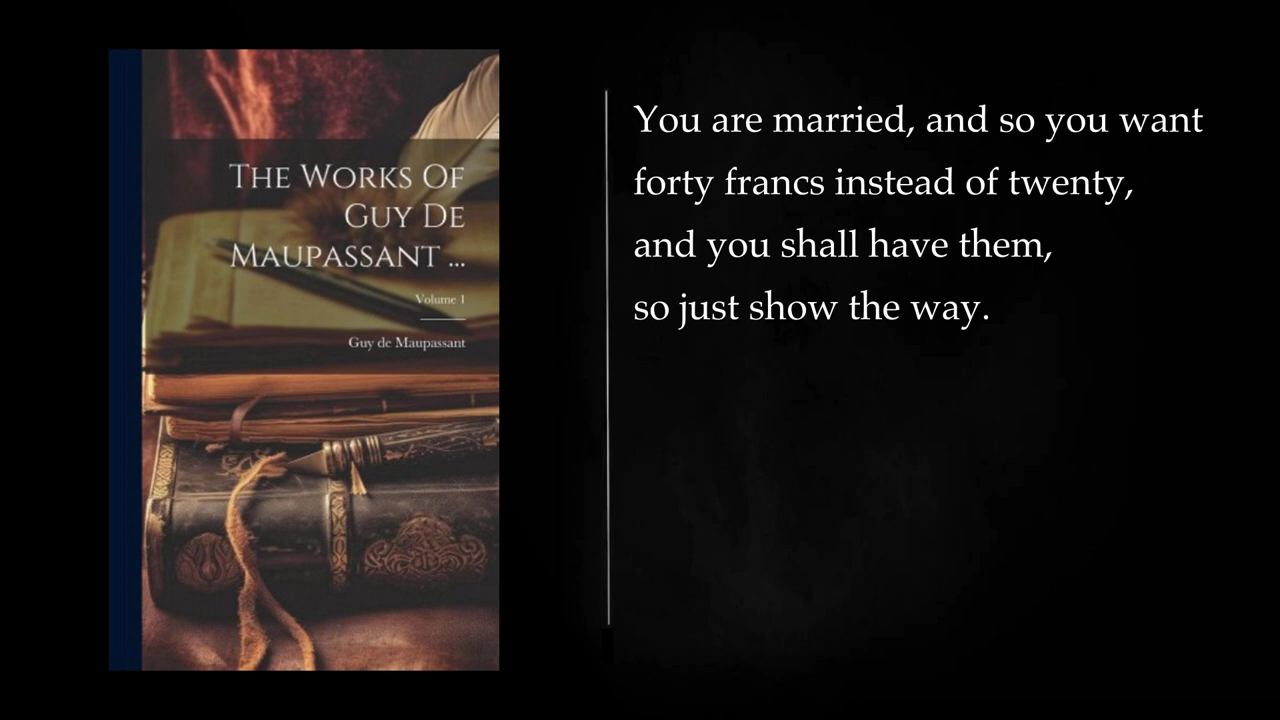 The Works Of
Guy De
Maupassant ...
Volume 1
Guy de Maupassant
You are married, and so you want
forty francs instead of twenty,
and you shall have them,
so just show the way.